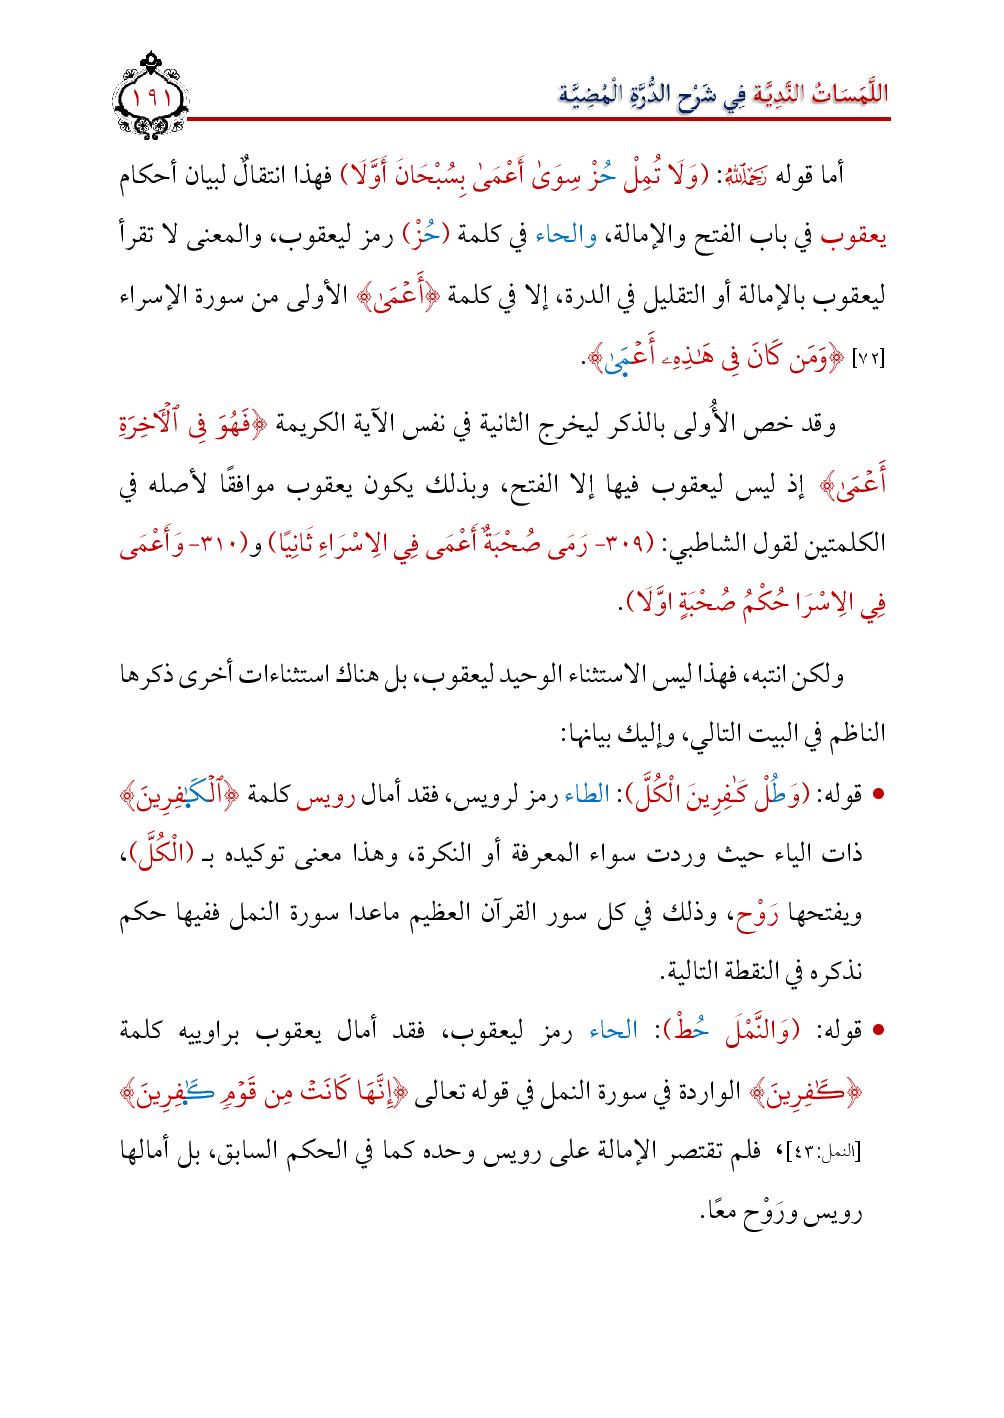 اللَّمَسَاتُ النَّدِيَّة فِي شَرْح الدُّرَّةِ الْمُضِيَّة
١٩١
أما قوله رَحِمَهُ ٱللَّهُ: (وَلَا تُمِلْ حُزْ سِوَىٰ أَعْمَىٰ بِسُبْحَانَ أَوَّلَا) فهذا انتقالٌ لبيان أحكام
يعقوب في باب الفتح والإمالة، والحاء في كلمة (حُزْ) رمز ليعقوب، والمعنى لا تقرأ
ليعقوب بالإمالة أو التقليل في الدرة، إلا في كلمة ﴿أَعۡمَىٰ﴾ الأولى من سورة الإسراء
[٧٢] ﴿وَمَن كَانَ فِى هَٰذِهِۦ أَعۡمَىٰ﴾.
وقد خص الأُولى بالذكر ليخرج الثانية في نفس الآية الكريمة ﴿فَهُوَ فِى ٱلۡأٓخِرَةِ
أَعۡمَىٰ﴾ إذ ليس ليعقوب فيها إلا الفتح، وبذلك يكون يعقوب موافقًا لأصله في
الكلمتين لقول الشاطبي: (٣٠٩- رَمَى صُحْبَةٌ أَعْمَى فِي الِاسْرَاءِ ثَانِيًا) و(٣١٠- وَأَعْمَى
فِي الِاسْرَا حُكْمُ صُحْبَةٍ اوَّلَا).
ولكن انتبه، فهذا ليس الاستثناء الوحيد ليعقوب، بل هناك استثناءات أخرى ذكرها
الناظم في البيت التالي، وإليك بيانها:
• قوله: (وَطُلْ كَٰفِرِينَ الْكُلَّ): الطاء رمز لرويس، فقد أمال رويس كلمة ﴿ٱلۡكَٰفِرِينَ﴾
ذات الياء حيث وردت سواء المعرفة أو النكرة، وهذا معنى توكيده بـ (الْكُلَّ)،
ويفتحها رَوْح، وذلك في كل سور القرآن العظيم ماعدا سورة النمل ففيها حكم
نذكره في النقطة التالية.
• قوله: (وَالنَّمْلَ حُطْ): الحاء رمز ليعقوب، فقد أمال يعقوب براوييه كلمة
﴿كَٰفِرِينَ﴾ الواردة في سورة النمل في قوله تعالى ﴿إِنَّهَا كَانَتۡ مِن قَوۡمٖ كَٰفِرِينَ﴾
[النمل:٤٣]، فلم تقتصر الإمالة على رويس وحده كما في الحكم السابق، بل أمالها
رويس ورَوْح معًا.